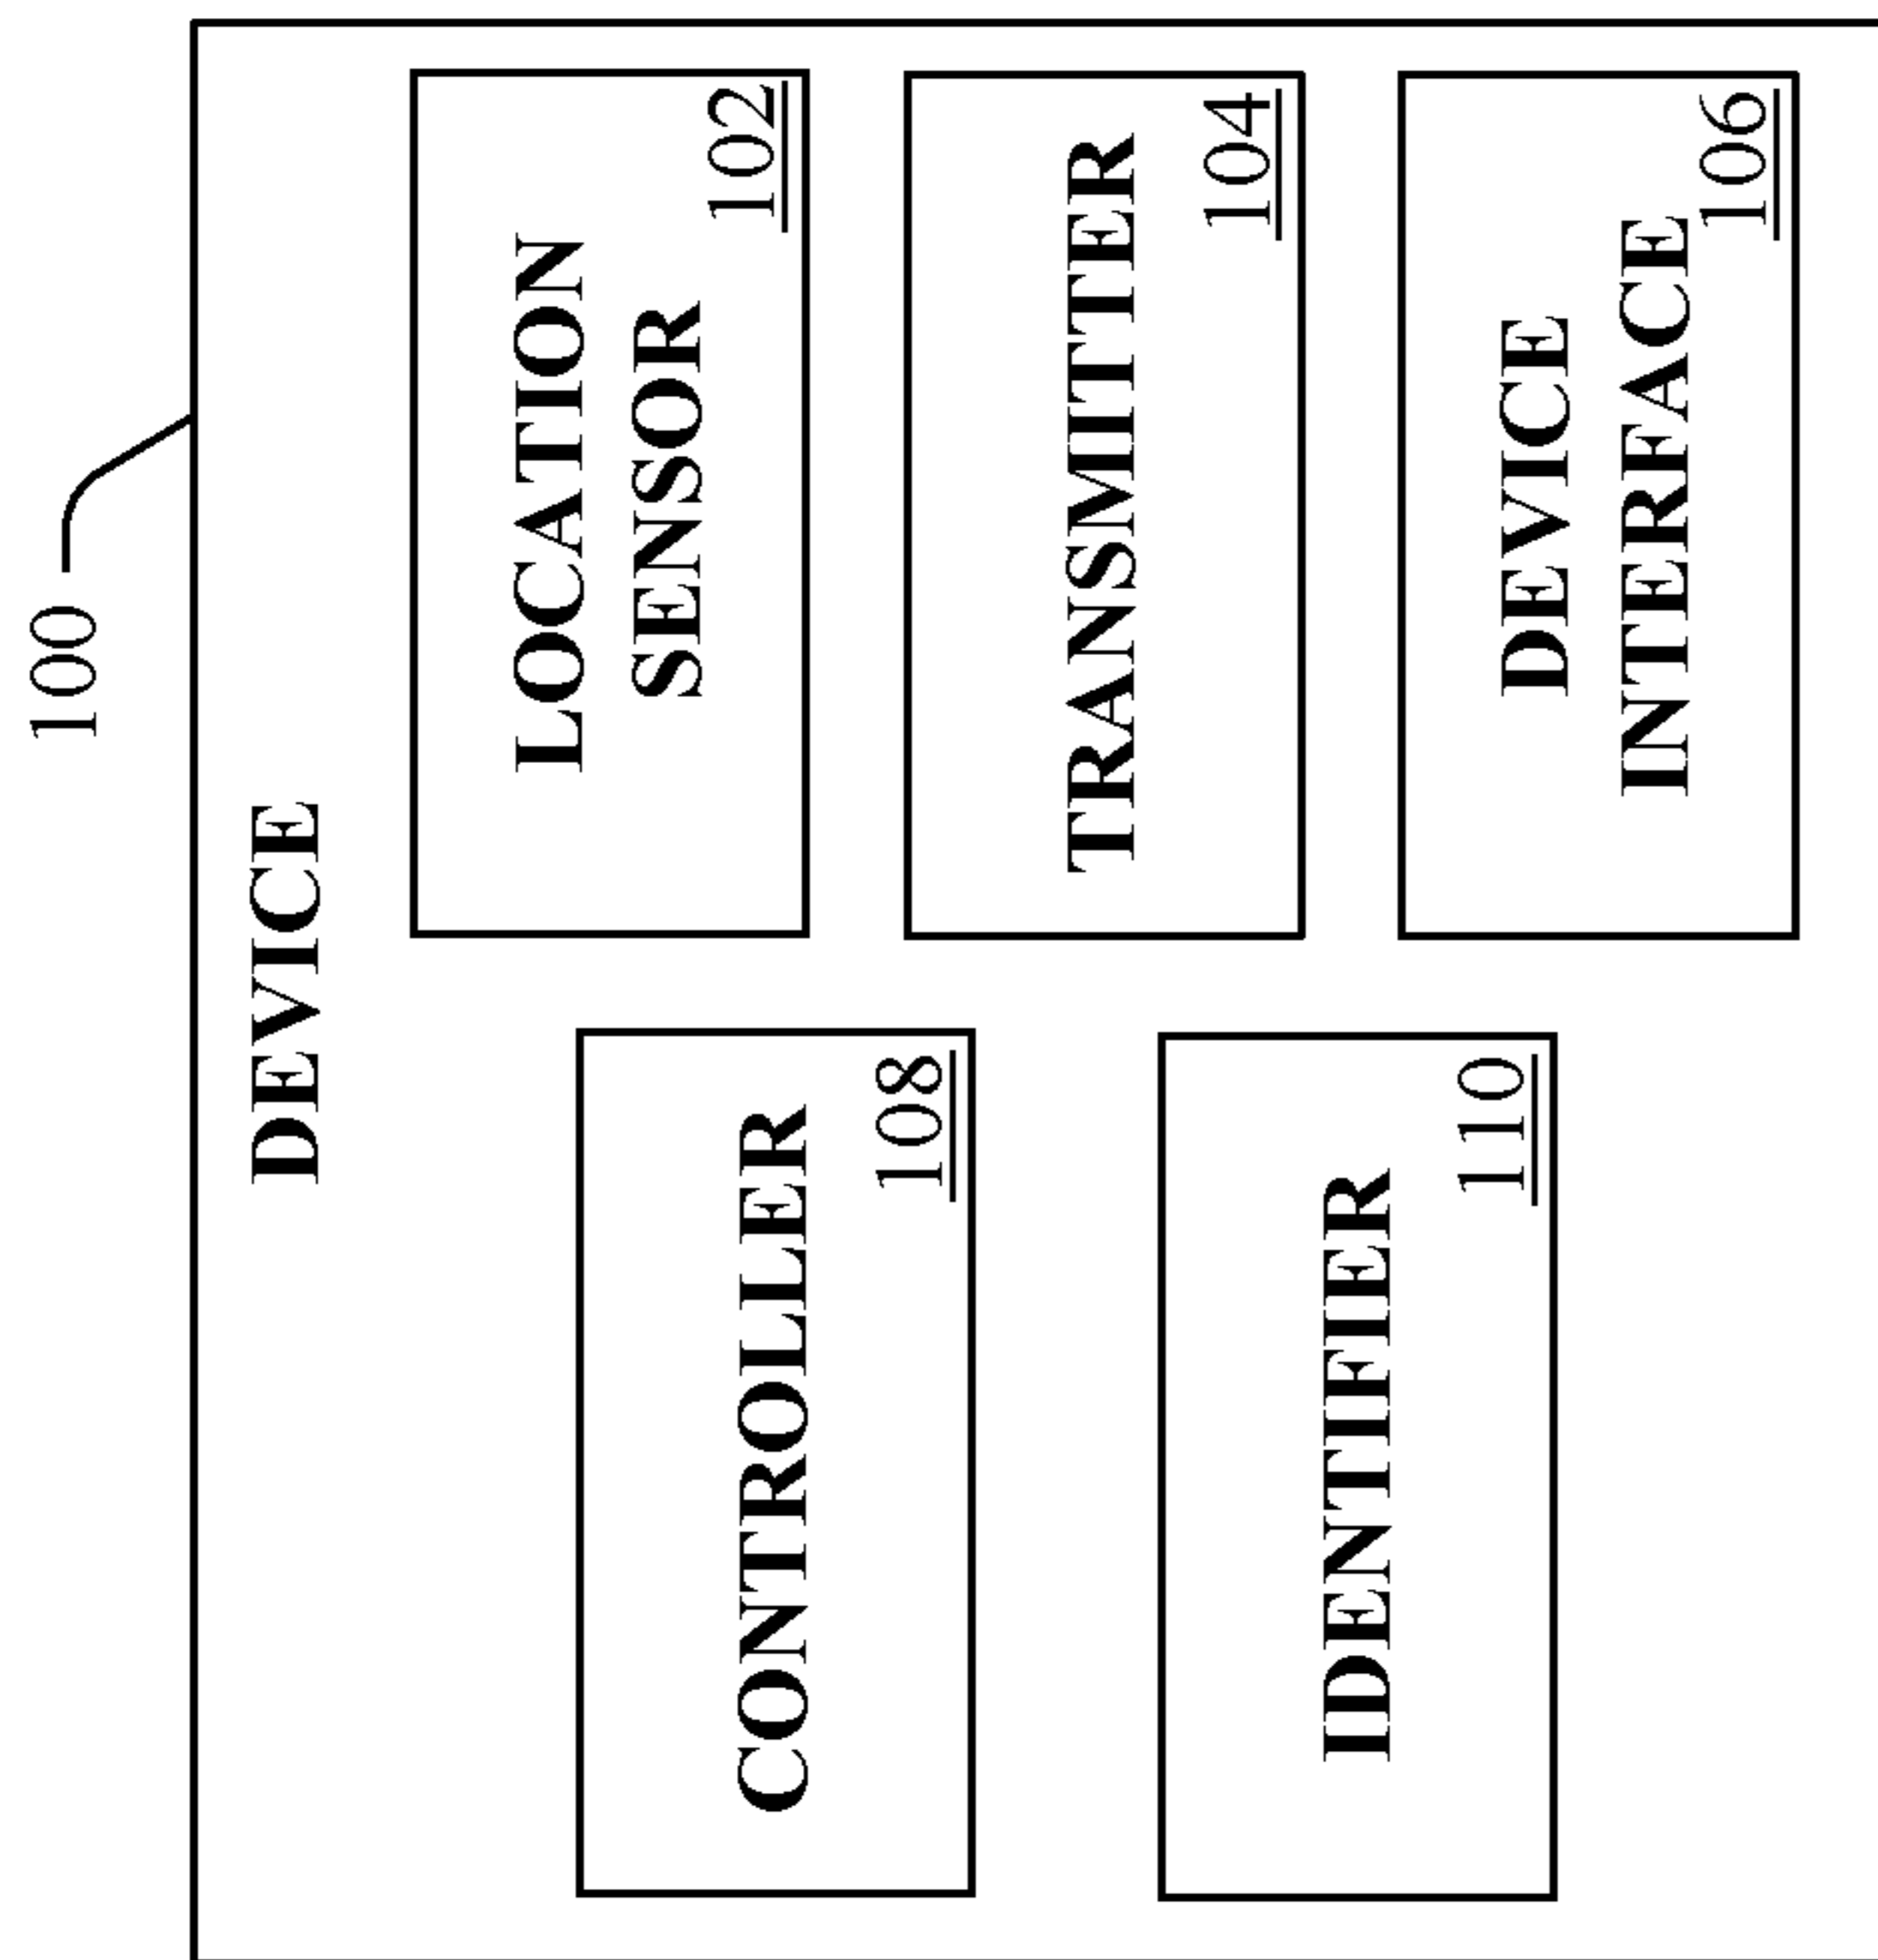 100
DEVICE
CONTROLLER
108
IDENTIFIER
110
LOCATION
SENSOR
102
TRANSMITTER
104
DEVICE
INTERFACE
106